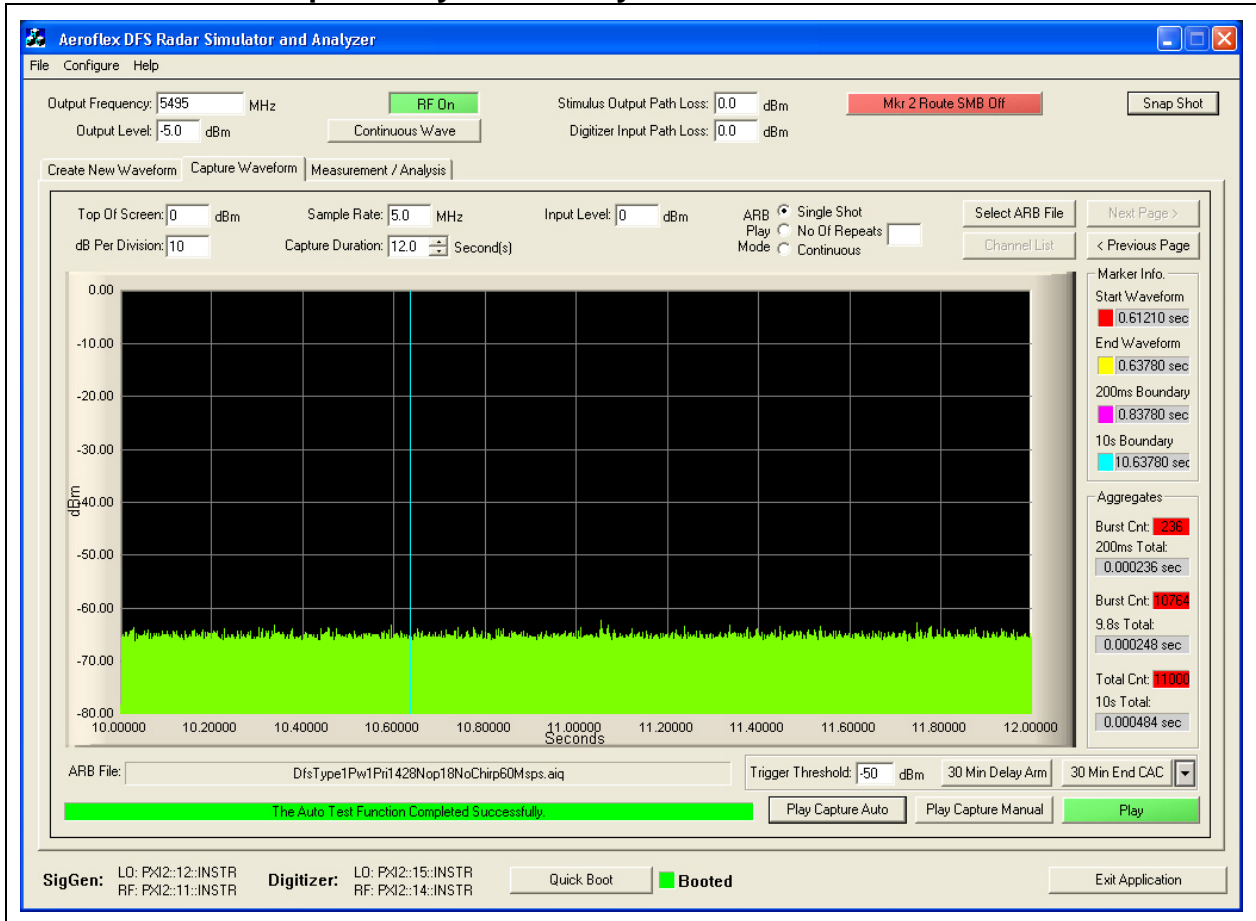 Aeroflex DFS Radar Simulator and Analyzer
File Configure Help
Output Frequency: 5495 MHz
RF On
Stimulus Output Path Loss: 0.0 dBm
Mkr 2 Route SMB Off
Snap Shot
Output Level: -5.0 dBm
Continuous Wave
Digitizer Input Path Loss: 0.0 dBm
Create New Waveform Capture Waveform Measurement / Analysis
Top Of Screen: 0 dBm
Sample Rate: 5.0 MHz
Input Level: 0 dBm
ARB Play Mode
Single Shot
No Of Repeats
Continuous
Select ARB File
Next Page >
dB Per Division: 10
Capture Duration: 12.0 Second(s)
Channel List
< Previous Page
0.00
-10.00
-20.00
-30.00
-40.00
-50.00
-60.00
-70.00
-80.00
dBm
10.00000 10.20000 10.40000 10.60000 10.80000 11.00000 11.20000 11.40000 11.60000 11.80000 12.00000
Seconds
Marker Info.
Start Waveform
0.61210 sec
End Waveform
0.63780 sec
200ms Boundary
0.83780 sec
10s Boundary
10.63780 sec
Aggregates
Burst Cnt: 236
200ms Total:
0.000236 sec
Burst Cnt: 10764
9.8s Total:
0.000248 sec
Total Cnt: 11000
10s Total:
0.000484 sec
ARB File: DfsType1Pw1Pri1428Nop18NoChirp60Msps.aiq
Trigger Threshold: -50 dBm
30 Min Delay Arm
30 Min End CAC
The Auto Test Function Completed Successfully.
Play Capture Auto
Play Capture Manual
Play
SigGen: LO: PXI2::12::INSTR
RF: PXI2::11::INSTR
Digitizer: LO: PXI2::15::INSTR
RF: PXI2::14::INSTR
Quick Boot
Booted
Exit Application